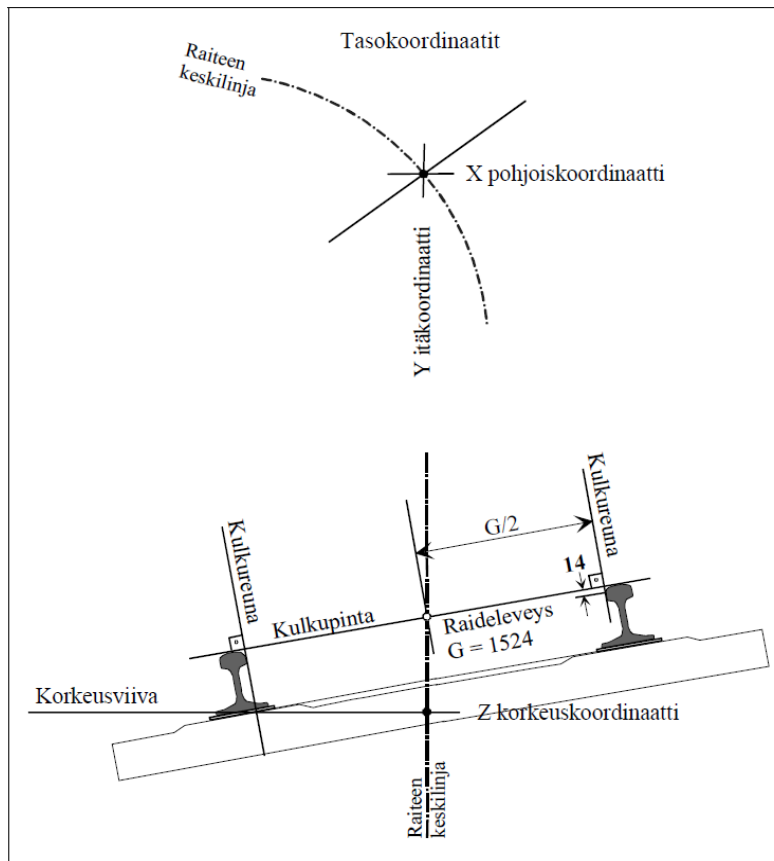 Tasokoordinaatit
Raiteen
keskilinja
X pohjoiskoordinaatti
Y itäkoordinaatti
Kulkureuna
G/2
Kulkureuna
14
Kulkupinta
Raideleveys
G = 1524
Korkeusviiva
Z korkeuskoordinaatti
Raiteen
keskilinja